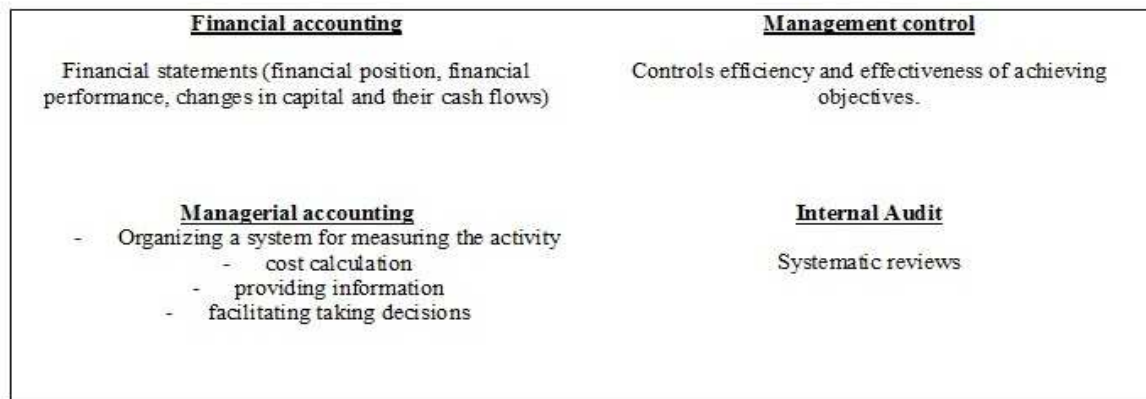 Financial accounting
Financial statements (financial position, financial
performance, changes in capital and their cash flows)
Management control
Controls efficiency and effectiveness of achieving
objectives.
Managerial accounting
- Organizing a system for measuring the activity
- cost calculation
- providing information
- facilitating taking decisions
Internal Audit
Systematic reviews